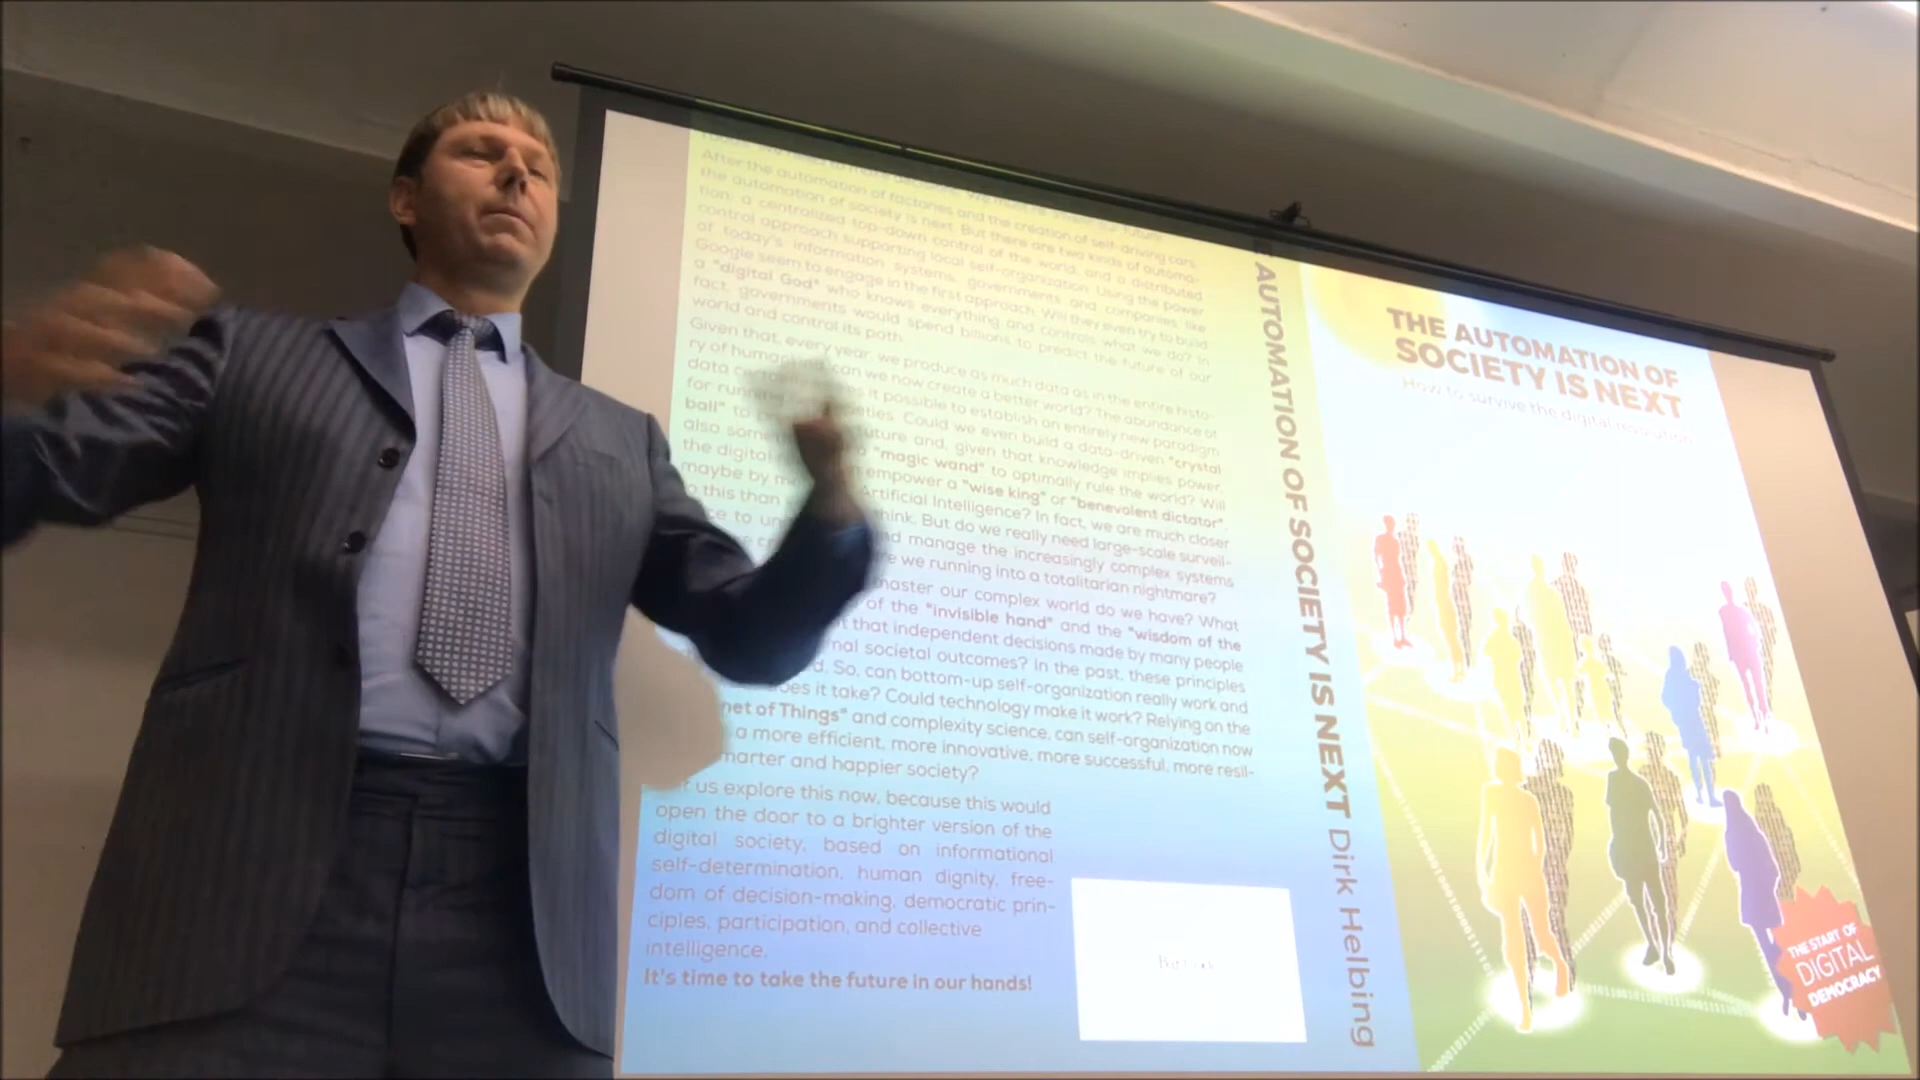 After the automation of factories and the creation of self-driving cars,
the automation of society is next. But there are two kinds of automa-
tion: a centralized top-down control of the world, and a distributed
control approach supporting local self-organization. Using the power
of today's information systems, governments and companies like
Google seem to engage in the first approach. Will they even try to build
a "digital God" who knows everything and controls what we do? In
fact, governments would spend billions to predict the future of our
world and control its path.
Given that, every year, we produce as much data as in the entire histo-
ry of can we now create a better world? The abundance of
data it possible to establish an entirely new paradigm
for Could we even build a data-driven "crystal
ball" to future and, given that knowledge implies power,
also "magic wand" to optimally rule the world? Will
the digital empower a "wise king" or "benevolent dictator",
maybe by Artificial Intelligence? In fact, we are much closer
this than think. But do we really need large-scale surveil-
to and manage the increasingly complex systems
we running into a totalitarian nightmare?
master our complex world do we have? What
of the "invisible hand" and the "wisdom of the
that independent decisions made by many people
societal outcomes? In the past, these principles
So, can bottom-up self-organization really work and
does it take? Could technology make it work? Relying on the
of Things" and complexity science, can self-organization now
a more efficient, more innovative, more successful, more resil-
smarter and happier society?
us explore this now, because this would
open the door to a brighter version of the
digital society, based on informational
self-determination, human dignity, free-
dom of decision-making, democratic prin-
ciples, participation, and collective
intelligence.
It's time to take the future in our hands!
AUTOMATION OF SOCIETY IS NEXT Dirk Helbing
THE AUTOMATION OF
SOCIETY IS NEXT
How to survive the digital revolution
THE START OF
DIGITAL
DEMOCRACY